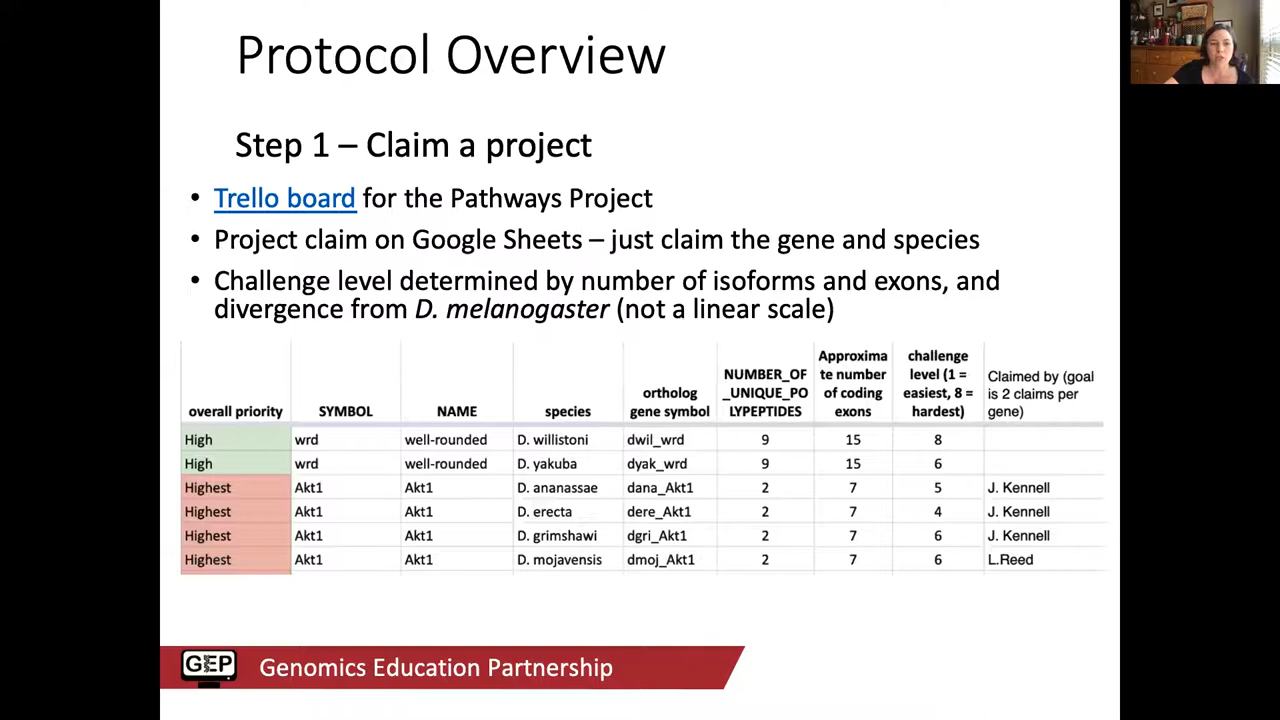 Protocol Overview
Step 1 – Claim a project
• Trello board for the Pathways Project
• Project claim on Google Sheets – just claim the gene and species
• Challenge level determined by number of isoforms and exons, and
divergence from D. melanogaster (not a linear scale)
overall priority SYMBOL NAME species ortholog gene symbol NUMBER_OF_UNIQUE_POLYPEPTIDES Approximate number of coding exons challenge level (1 = easiest, 8 = hardest) Claimed by (goal is 2 claims per gene)
High wrd well-rounded D. willistoni dwil_wrd 9 15 8
High wrd well-rounded D. yakuba dyak_wrd 9 15 6
Highest Akt1 Akt1 D. ananassae dana_Akt1 2 7 5 J. Kennell
Highest Akt1 Akt1 D. erecta dere_Akt1 2 7 4 J. Kennell
Highest Akt1 Akt1 D. grimshawi dgri_Akt1 2 7 6 J. Kennell
Highest Akt1 Akt1 D. mojavensis dmoj_Akt1 2 7 6 L.Reed
GEP Genomics Education Partnership